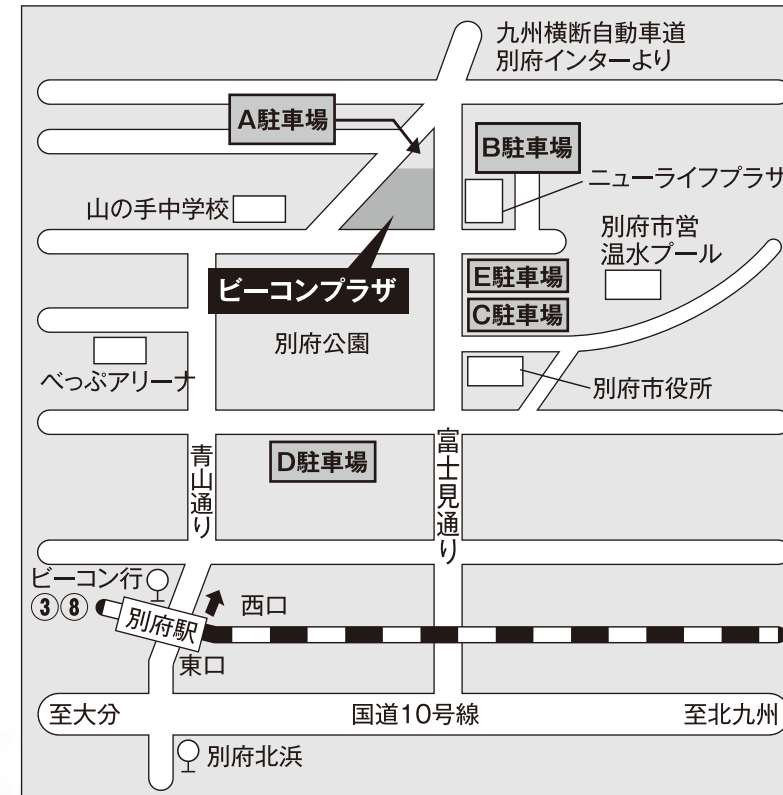 九州横断自動車道
別府インターより
A駐車場
B駐車場
ニューライフプラザ
山の手中学校
別府市営
温水プール
E駐車場
ビーコンプラザ
C駐車場
別府公園
べっぷアリーナ
別府市役所
D駐車場
青山通り
富士見通り
ビーコン行
③⑧
別府駅
西口
東口
至大分
国道10号線
至北九州
別府北浜